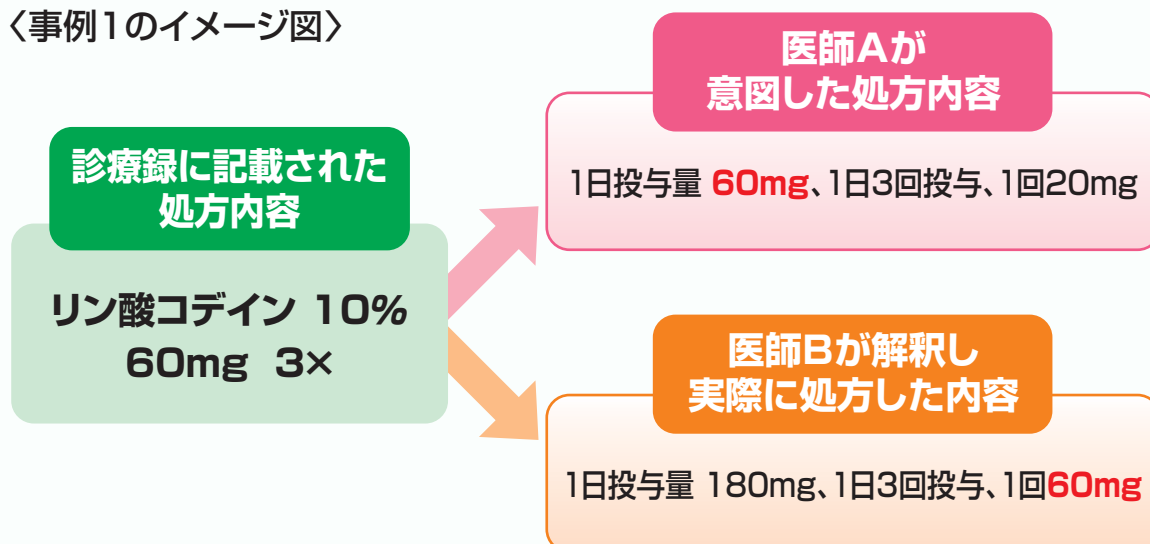 〈事例1のイメージ図〉
診療録に記載された
処方内容
リン酸コデイン 10%
60mg 3×
医師Aが
意図した処方内容
1日投与量 60mg、1日3回投与、1回20mg
医師Bが解釈し
実際に処方した内容
1日投与量 180mg、1日3回投与、1回60mg